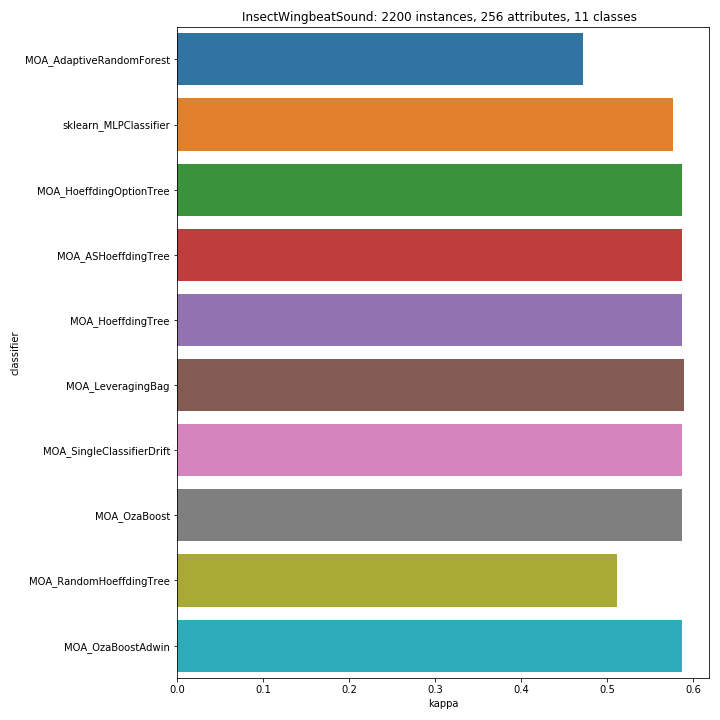 InsectWingbeatSound: 2200 instances, 256 attributes, 11 classes
MOA_AdaptiveRandomForest
sklearn_MLPClassifier
MOA_HoeffdingOptionTree
MOA_ASHoeffdingTree
MOA_HoeffdingTree
classifier
MOA_LeveragingBag
MOA_SingleClassifierDrift
MOA_OzaBoost
MOA_RandomHoeffdingTree
MOA_OzaBoostAdwin
0.0 0.1 0.2 0.3 0.4 0.5 0.6
kappa